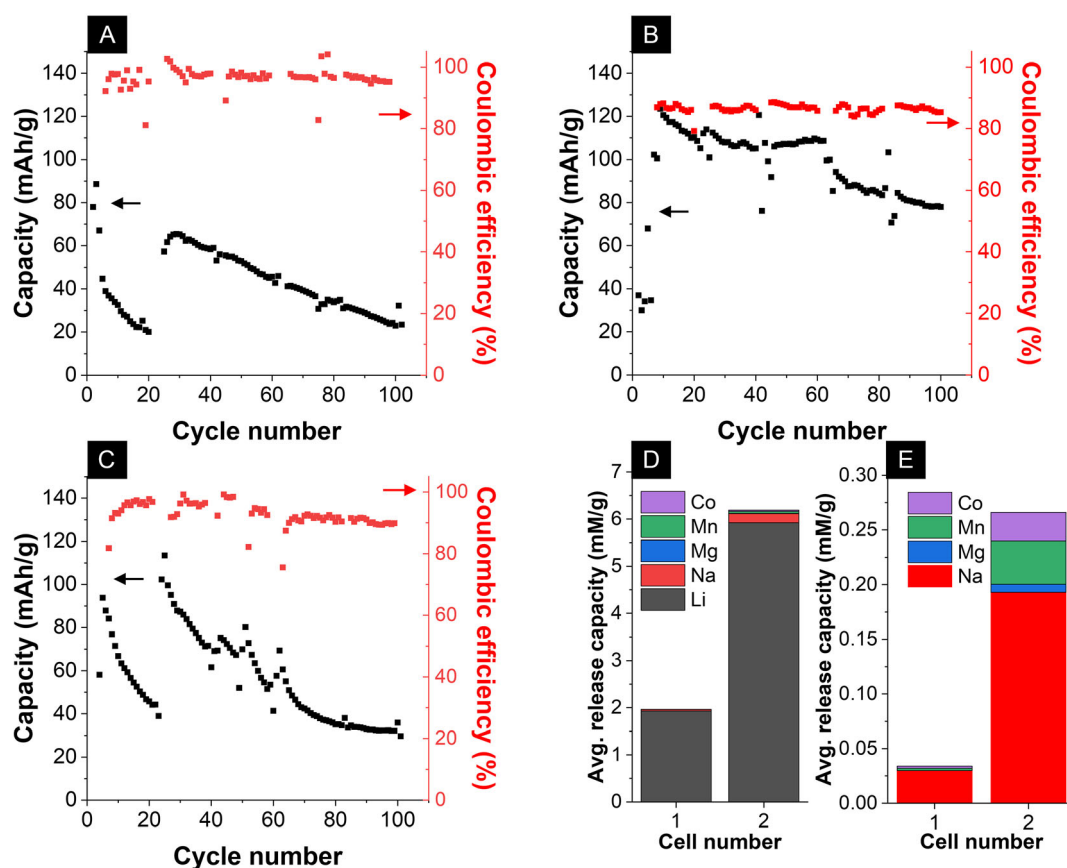 A
Capacity (mAh/g)
140
120
100
80
60
40
20
0
0 20 40 60 80 100
Cycle number
100
80
60
40
20
0
Coulombic efficiency (%)
B
Capacity (mAh/g)
140
120
100
80
60
40
20
0
0 20 40 60 80 100
Cycle number
100
80
60
40
20
0
Coulombic efficiency (%)
C
Capacity (mAh/g)
140
120
100
80
60
40
20
0
0 20 40 60 80 100
Cycle number
100
80
60
40
20
0
Coulombic efficiency (%)
D
Avg. release capacity (mM/g)
7
6
5
4
3
2
1
0
Co
Mn
Mg
Na
Li
1 2
Cell number
E
Avg. release capacity (mM/g)
0.30
0.25
0.20
0.15
0.10
0.05
0.00
Co
Mn
Mg
Na
1 2
Cell number